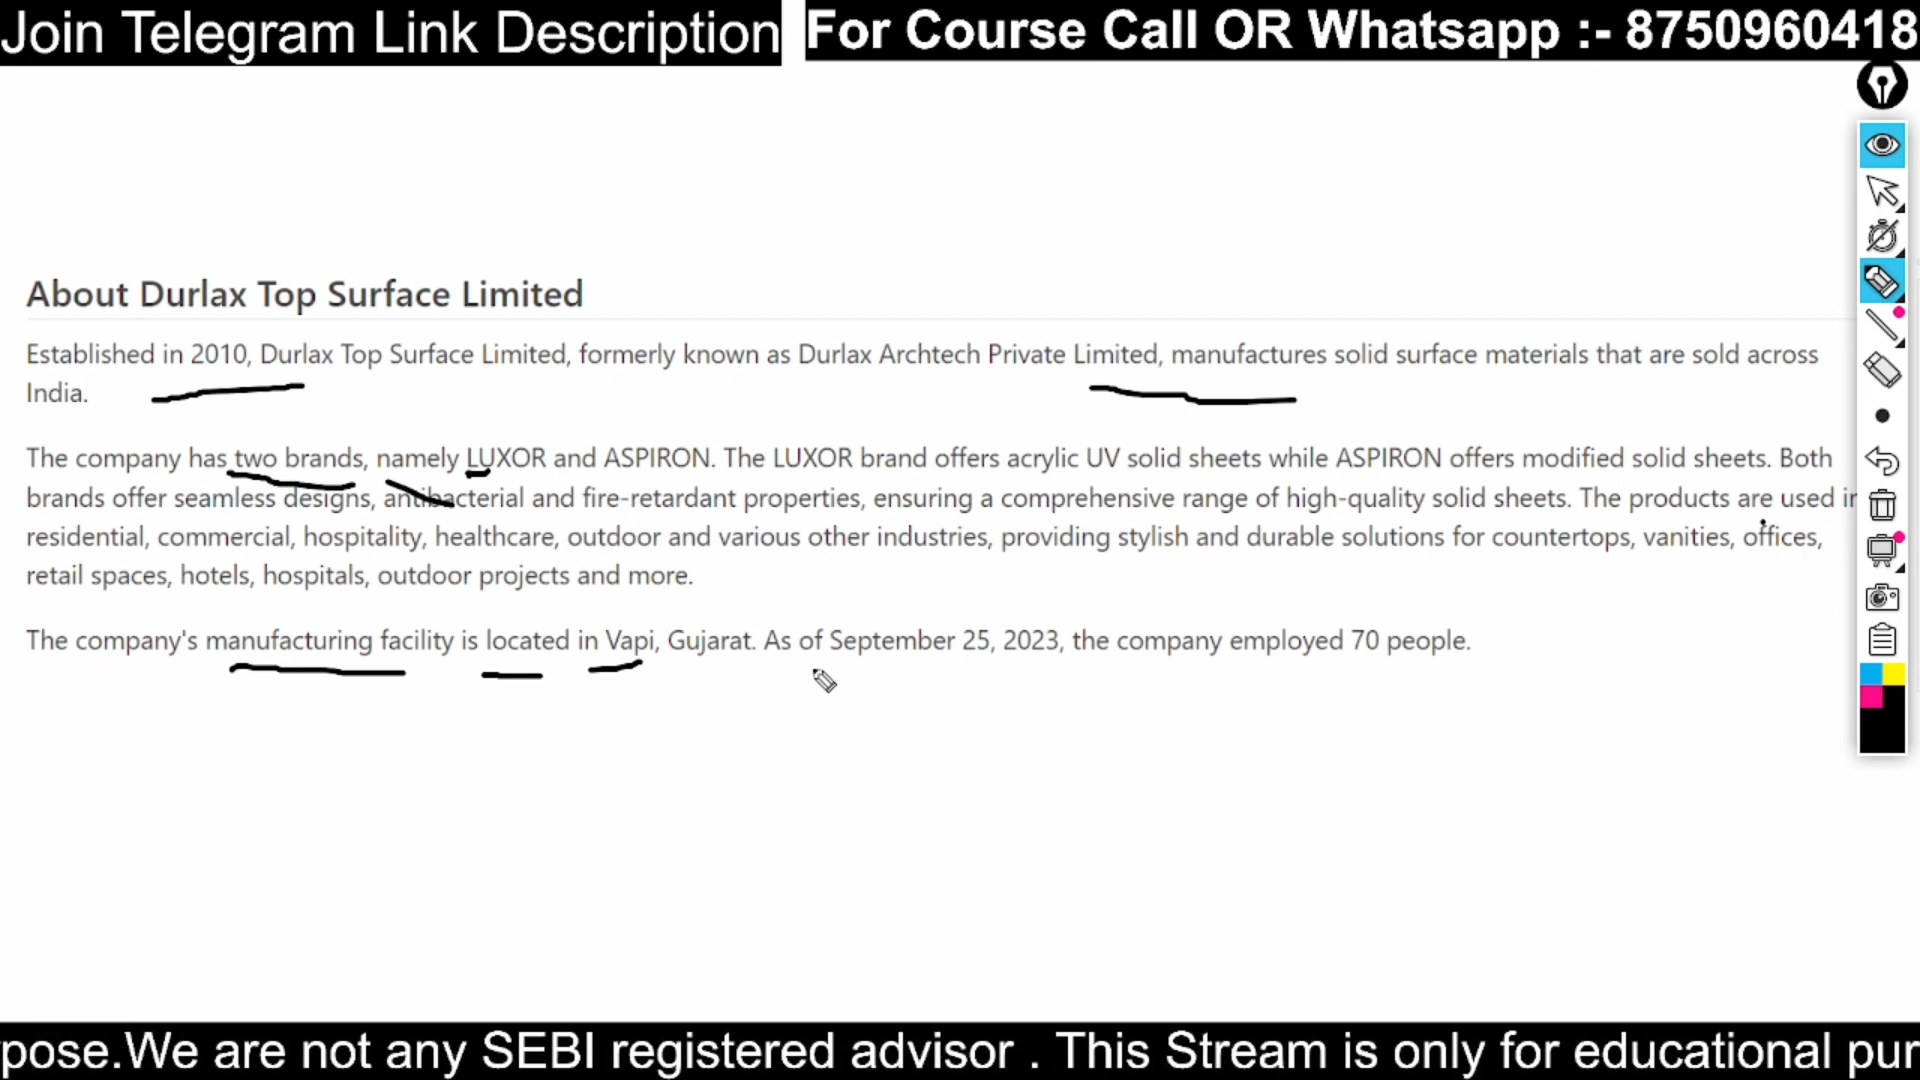 Join Telegram Link Description
For Course Call OR Whatsapp :- 8750960418
About Durlax Top Surface Limited
Established in 2010, Durlax Top Surface Limited, formerly known as Durlax Archtech Private Limited, manufactures solid surface materials that are sold across
India.
The company has two brands, namely LUXOR and ASPIRON. The LUXOR brand offers acrylic UV solid sheets while ASPIRON offers modified solid sheets. Both
brands offer seamless designs, antibacterial and fire-retardant properties, ensuring a comprehensive range of high-quality solid sheets. The products are used in
residential, commercial, hospitality, healthcare, outdoor and various other industries, providing stylish and durable solutions for countertops, vanities, offices,
retail spaces, hotels, hospitals, outdoor projects and more.
The company's manufacturing facility is located in Vapi, Gujarat. As of September 25, 2023, the company employed 70 people.
pose.We are not any SEBI registered advisor . This Stream is only for educational pur